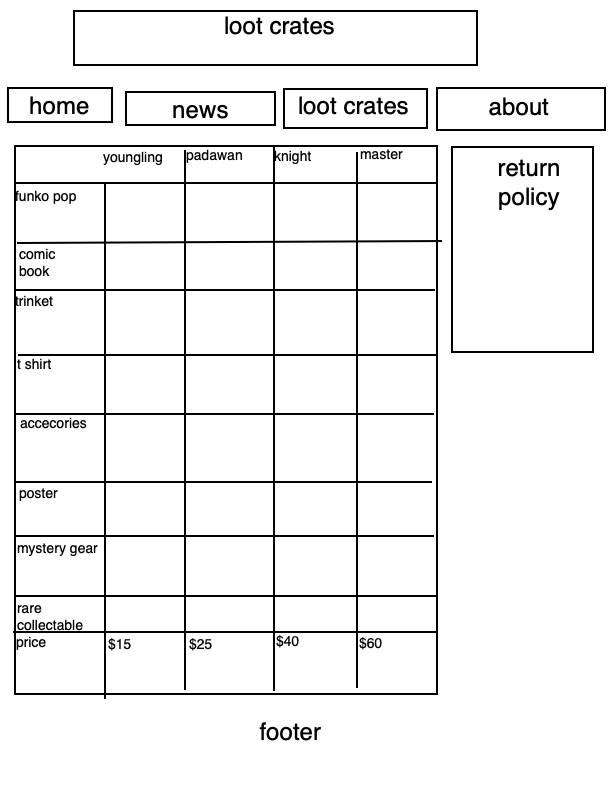 loot crates
home
news
loot crates
about
youngling
padawan
knight
master
return
policy
funko pop
comic
book
trinket
t shirt
accecories
poster
mystery gear
rare
collectable
price
$15
$25
$40
$60
footer